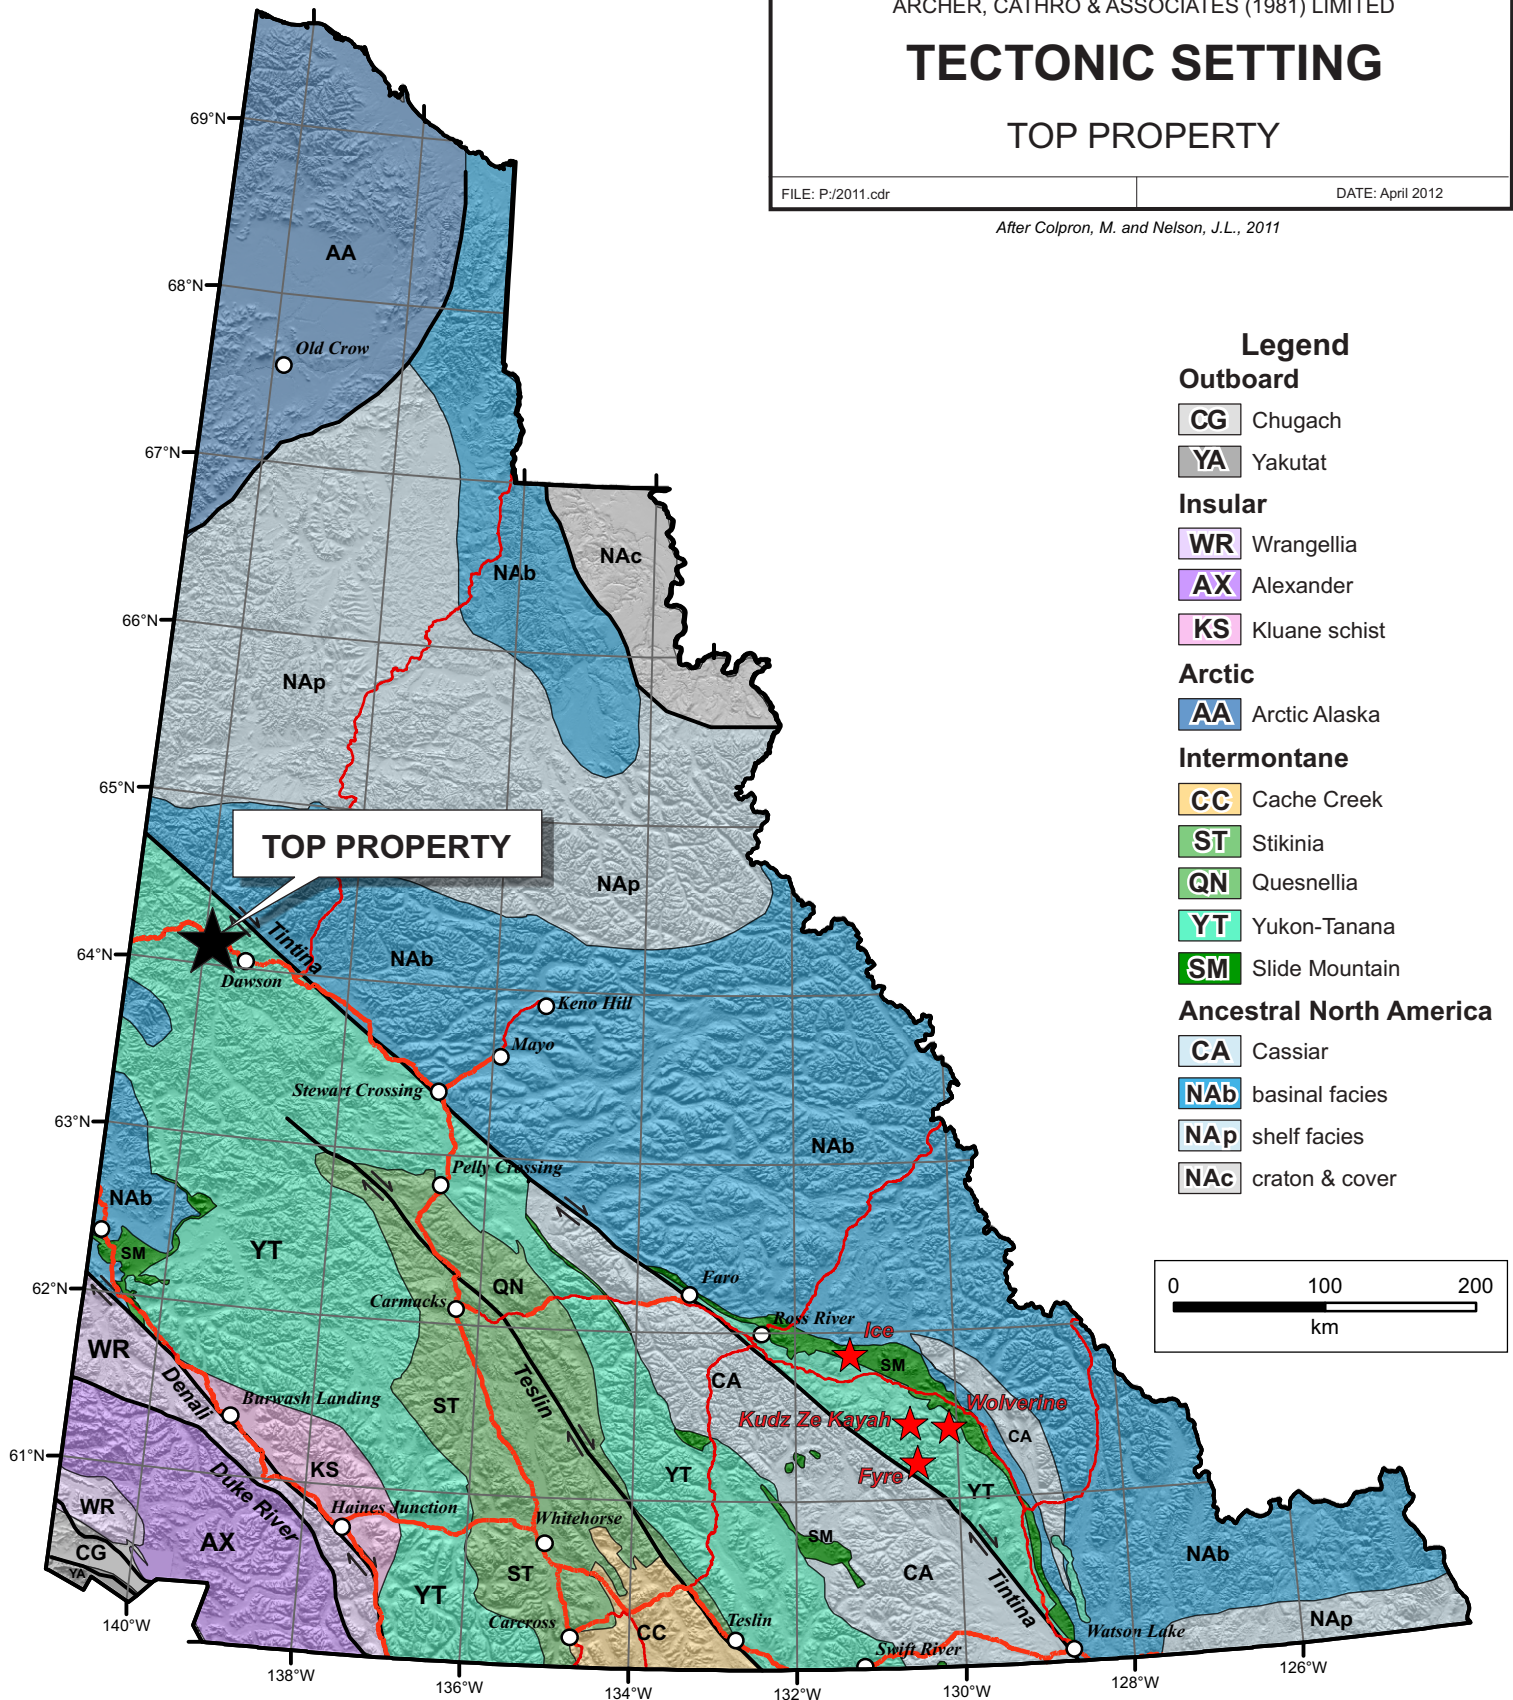 ARCHER, CATHRO & ASSOCIATES (1981) LIMITED
TECTONIC SETTING
TOP PROPERTY
FILE: P:/2011.cdr
DATE: April 2012
After Colpron, M. and Nelson, J.L., 2011
Legend
Outboard
CG Chugach
YA Yakutat
Insular
WR Wrangellia
AX Alexander
KS Kluane schist
Arctic
AA Arctic Alaska
Intermontane
CC Cache Creek
ST Stikinia
QN Quesnellia
YT Yukon-Tanana
SM Slide Mountain
Ancestral North America
CA Cassiar
NAb basinal facies
NAp shelf facies
NAc craton & cover
0 100 200
km
69°N
68°N
67°N
66°N
65°N
64°N
63°N
62°N
61°N
140°W
138°W
136°W
134°W
132°W
130°W
128°W
126°W
AA
Old Crow
NAc
NAb
NAp
TOP PROPERTY
NAp
Tintina
NAb
Dawson
Keno Hill
Mayo
Stewart Crossing
NAb
Pelly Crossing
NAb
SM
YT
QN
Faro
Carmacks
Ross River
Ice
SM
WR
Denali
Burwash Landing
Teslin
CA
ST
Wolverine
Kudz Ze Kayah
CA
KS
Duke River
YT
Fyre
YT
WR
Haines Junction
Whitehorse
AX
SM
CG
YA
NAb
ST
CA
YT
Tintina
Carcross
CC
Teslin
Swift River
Watson Lake
NAp